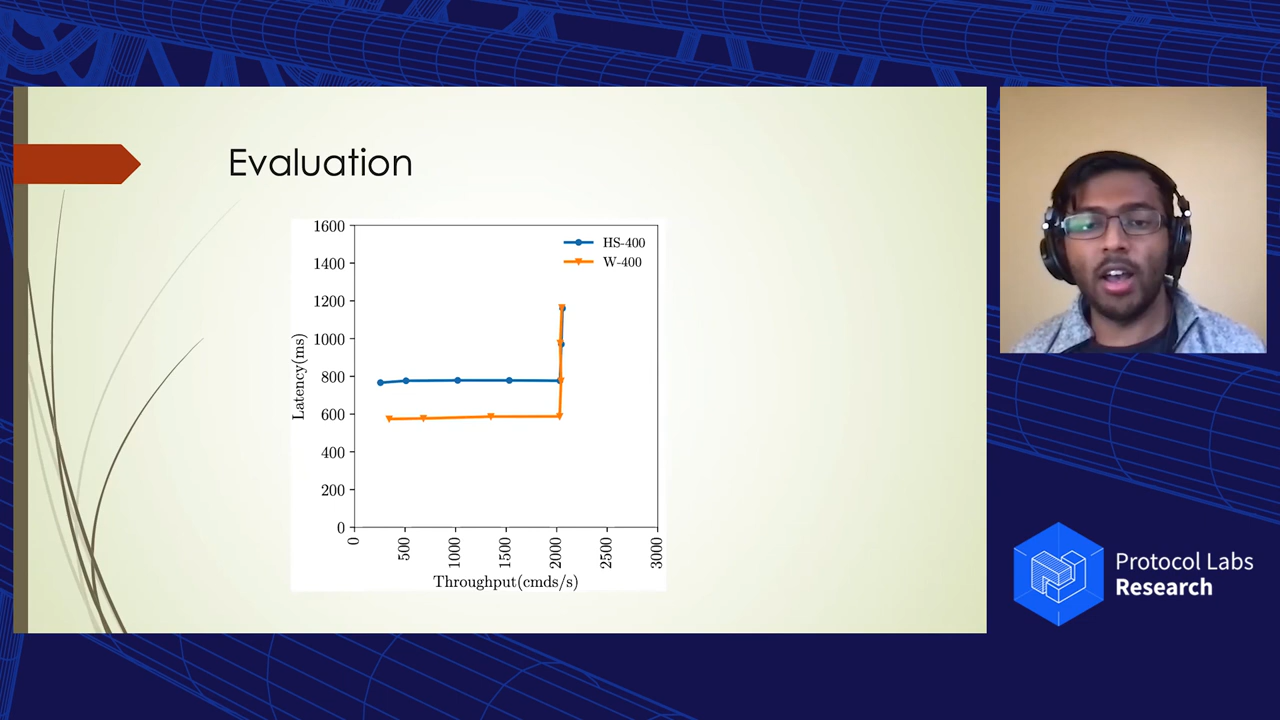 Evaluation
1600
1400
1200
1000
800
600
400
200
0
Latency(ms)
HS-400
W-400
0
500
1000
1500
2000
2500
3000
Throughput(cmds/s)
Protocol Labs
Research